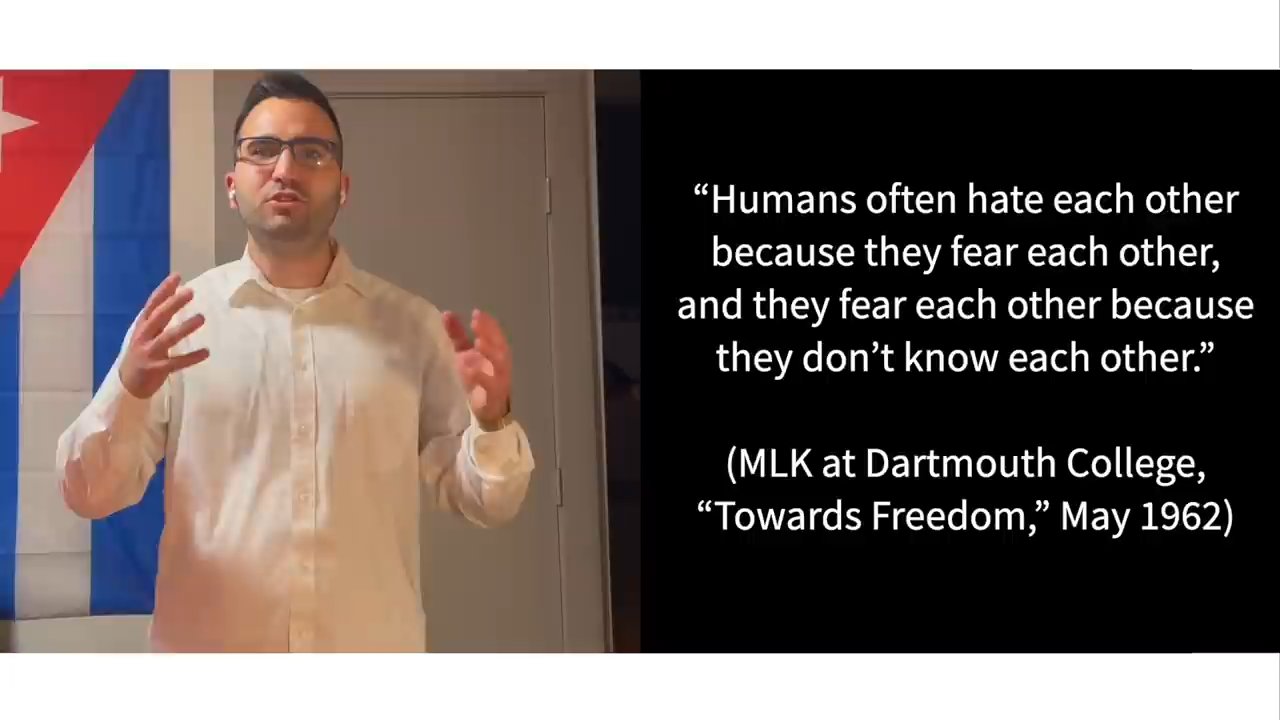 “Humans often hate each other
because they fear each other,
and they fear each other because
they don’t know each other.”
(MLK at Dartmouth College,
“Towards Freedom,” May 1962)